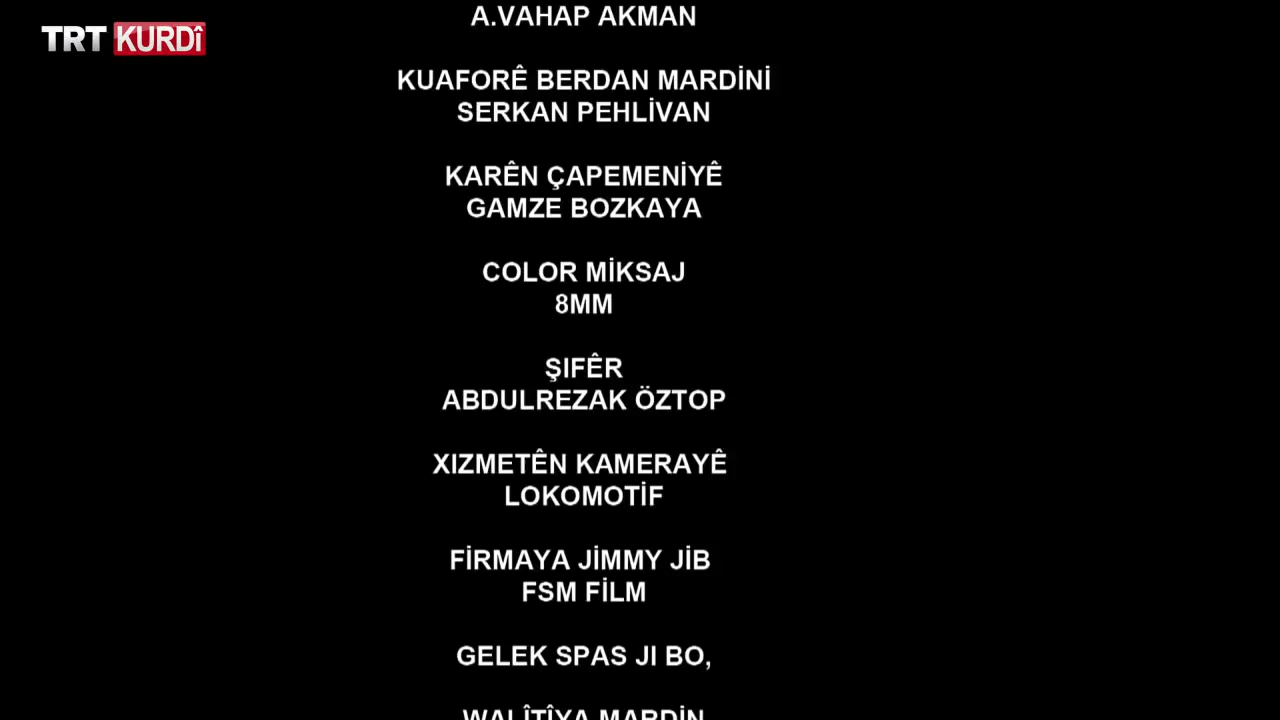 TRT KURDÎ
A.VAHAP AKMAN
KUAFORÊ BERDAN MARDİNİ
SERKAN PEHLİVAN
KARÊN ÇAPEMENİYÊ
GAMZE BOZKAYA
COLOR MİKSAJ
8MM
ŞIFÊR
ABDULREZAK ÖZTOP
XIZMETÊN KAMERAYÊ
LOKOMOTİF
FİRMAYA JİMMY JİB
FSM FİLM
GELEK SPAS JI BO,
WALÎTÎYA MARDİN